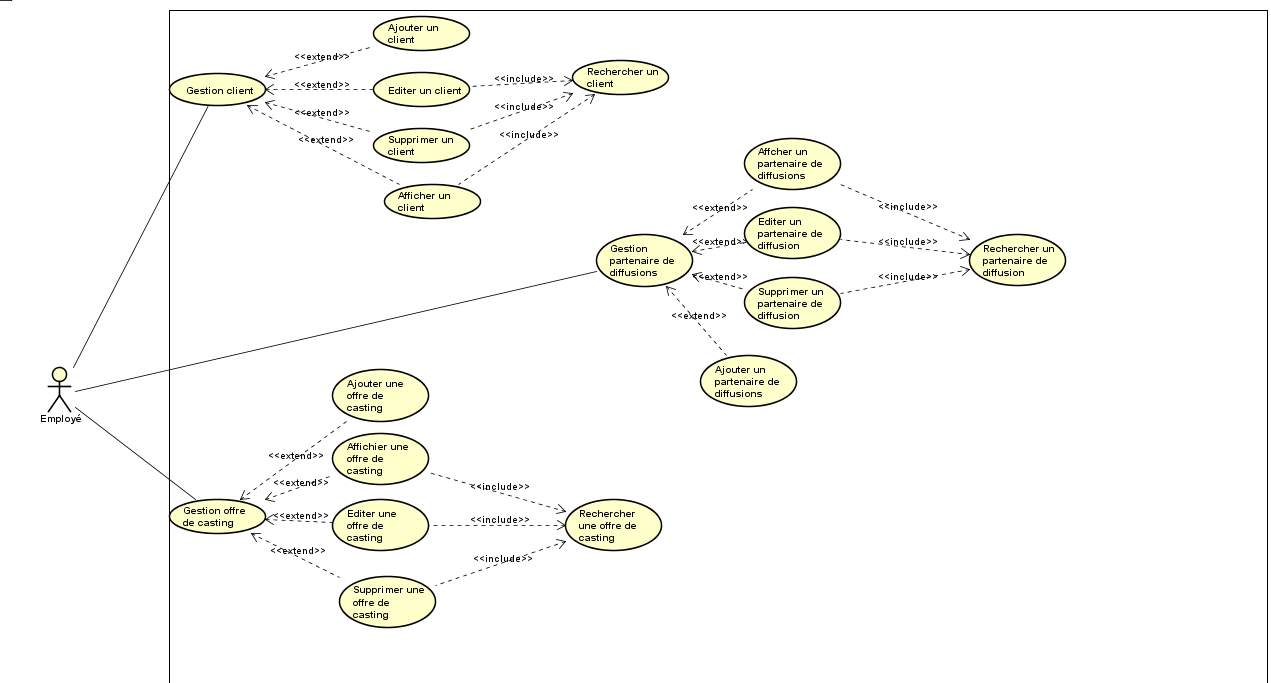 Ajouter un
client
<<extend>>
Gestion client
<<extend>>
Editer un client
<<include>>
Rechercher un
client
<<extend>>
<<include>>
Supprimer un
client
<<extend>>
<<include>>
Afficher un
client
Affcher un
partenaire de
diffusions
<<extend>>
<<include>>
Gestion
partenaire de
diffusions
<<extend>>
Editer un
partenaire de
diffusion
<<include>>
Rechercher un
partenaire de
diffusion
<<extend>>
<<include>>
Supprimer un
partenaire de
diffusion
<<extend>>
Ajouter un
partenaire de
diffusions
Employé
Ajouter une
offre de
casting
<<extend>>
Affichier une
offre de
casting
<<extend>>
<<include>>
Gestion offre
de casting
<<extend>>
Editer une
offre de
casting
<<include>>
Rechercher
une offre de
casting
<<extend>>
<<include>>
Supprimer une
offre de
casting